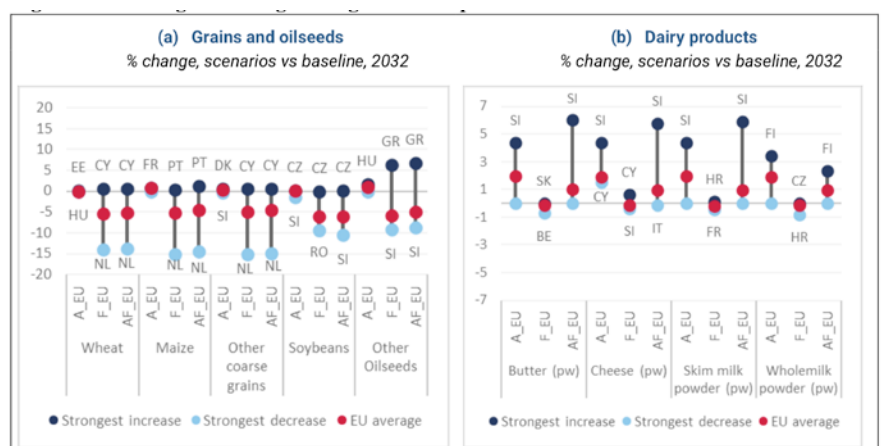 (a) Grains and oilseeds
% change, scenarios vs baseline, 2032
20
15
10
5
0
-5
-10
-15
-20
EE CY CY FR PT PT DK CY CY CZ CZ CZ HU GR GR
HU NL NL NL NL SI NL NL SI RO SI SI SI
A_EU F_EU AF_EU A_EU F_EU AF_EU A_EU F_EU AF_EU A_EU F_EU AF_EU A_EU F_EU AF_EU
Wheat Maize Other coarse grains Soybeans Other Oilseeds
Strongest increase Strongest decrease EU average
(b) Dairy products
% change, scenarios vs baseline, 2032
7
5
3
1
-1
-3
-5
-7
SI SK SI SI CY SI SI HR SI FI CZ FI
BE CY SI IT FR HR
A_EU F_EU AF_EU A_EU F_EU AF_EU A_EU F_EU AF_EU A_EU F_EU AF_EU
Butter (pw) Cheese (pw) Skim milk powder (pw) Wholemilk powder (pw)
Strongest increase Strongest decrease EU average